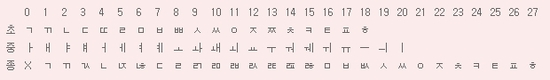 0 1 2 3 4 5 6 7 8 9 10 11 12 13 14 15 16 17 18 19 20 21 22 23 24 25 26 27
초 ㄱ ㄲ ㄴ ㄷ ㄸ ㄹ ㅁ ㅂ ㅃ ㅅ ㅆ ㅇ ㅈ ㅉ ㅊ ㅋ ㅌ ㅍ ㅎ
중 ㅏ ㅐ ㅑ ㅒ ㅓ ㅔ ㅕ ㅖ ㅗ ㅘ ㅙ ㅚ ㅛ ㅜ ㅝ ㅞ ㅟ ㅠ ㅡ ㅢ ㅣ
종 X ㄱ ㄲ ㄳ ㄴ ㄵ ㄶ ㄷ ㄹ ㄺ ㄻ ㄼ ㄽ ㄾ ㄿ ㅀ ㅁ ㅂ ㅄ ㅅ ㅆ ㅇ ㅈ ㅊ ㅋ ㅌ ㅍ ㅎ